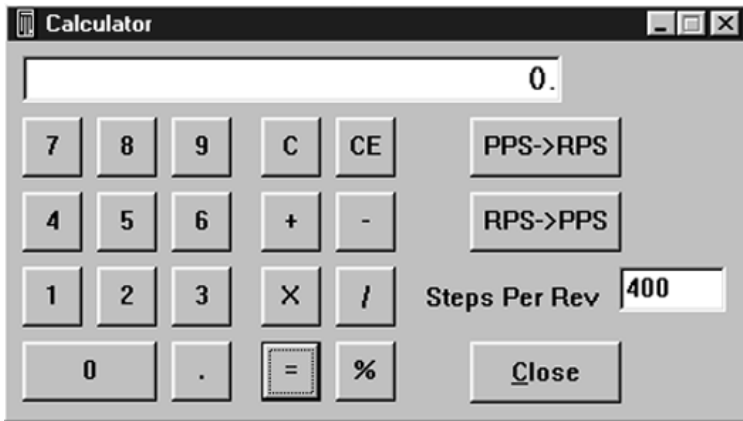 Calculator
0.
7 8 9 C CE PPS->RPS
4 5 6 + - RPS->PPS
1 2 3 X / Steps Per Rev 400
0 . = % Close